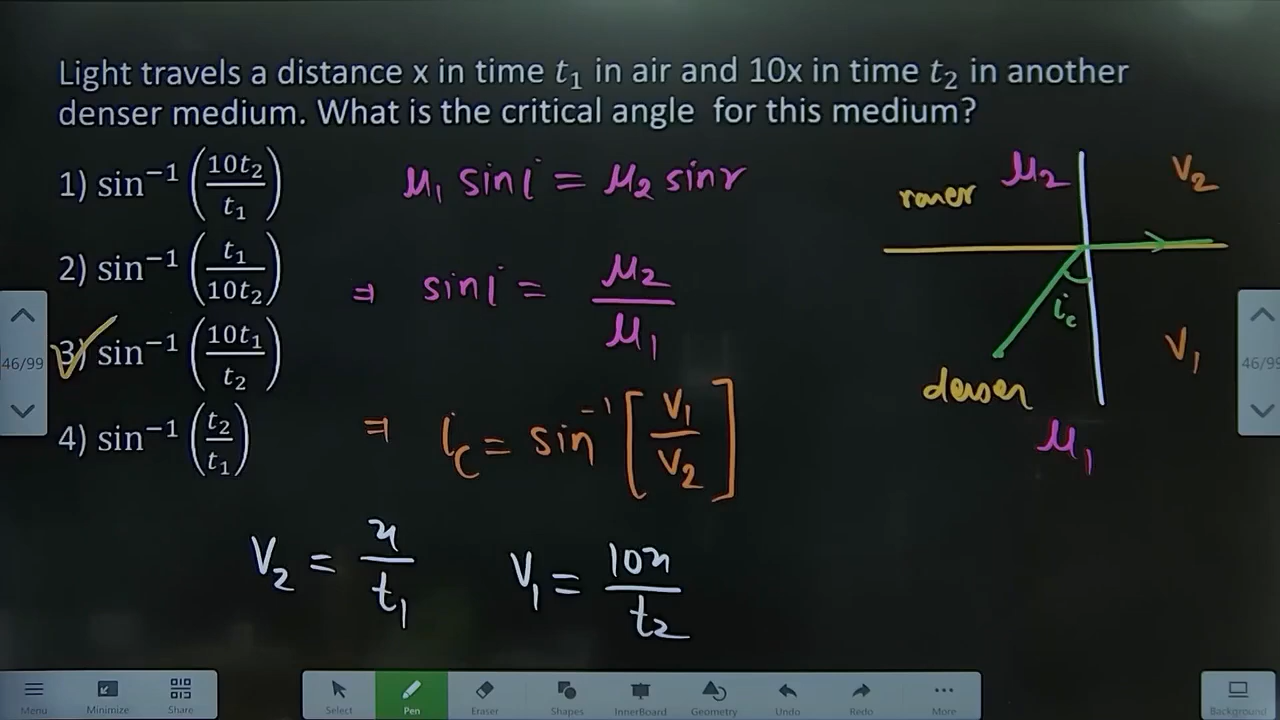 Light travels a distance x in time t₁ in air and 10x in time t₂ in another
denser medium. What is the critical angle for this medium?
1) sin⁻¹ (10t₂/t₁)
2) sin⁻¹ (t₁/10t₂)
3) sin⁻¹ (10t₁/t₂)
4) sin⁻¹ (t₂/t₁)
μ₁ sin i = μ₂ sin r
⇒ sin i = μ₂/μ₁
⇒ i_c = sin⁻¹ [V₁/V₂]
V₂ = x/t₁ V₁ = 10x/t₂
μ₂ V₂
rarer
i_c
V₁
denser
μ₁
46/99
46/99
Menu Minimize Share Select Pen Eraser Shapes InnerBoard Geometry Undo Redo More Background